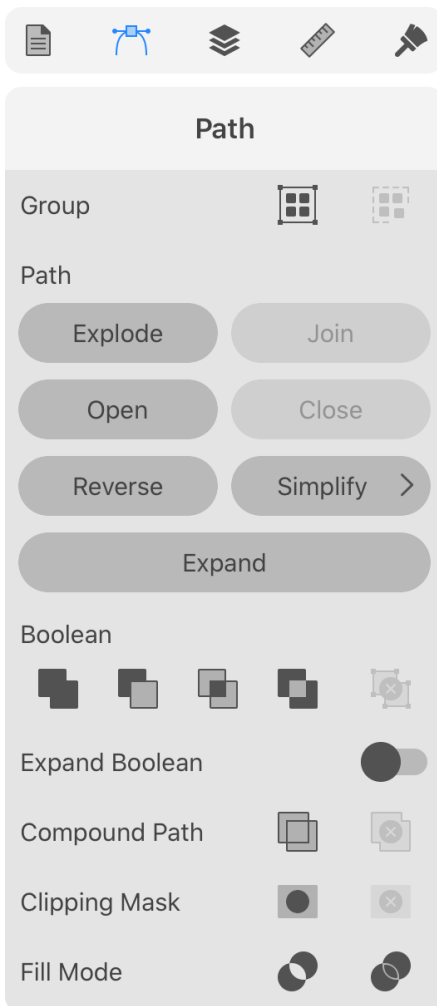 Path
Group
Path
Explode
Join
Open
Close
Reverse
Simplify
Expand
Boolean
Expand Boolean
Compound Path
Clipping Mask
Fill Mode